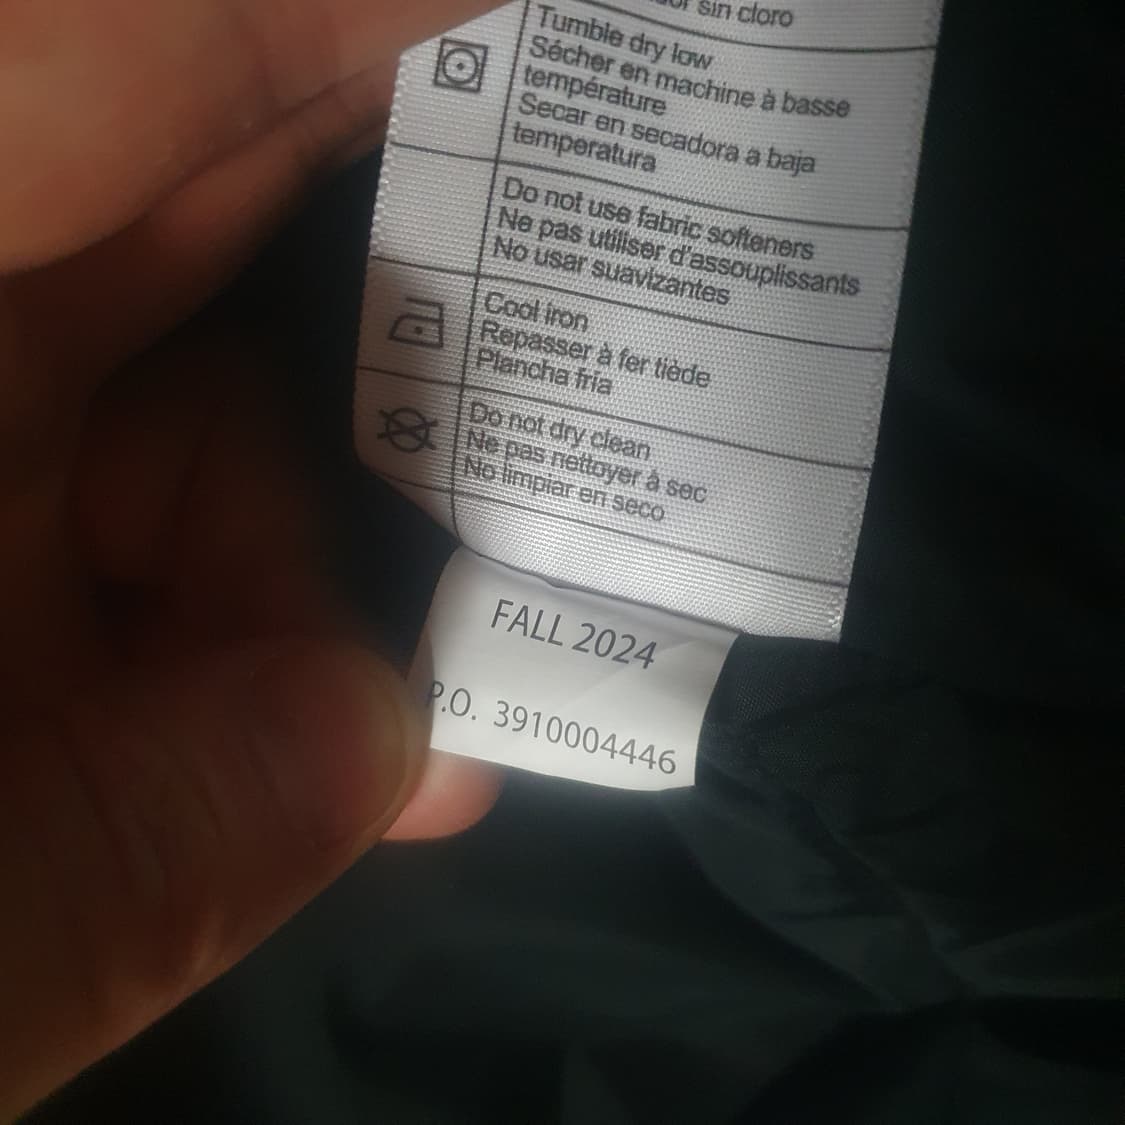 sin cloro
Tumble dry low
Sécher en machine à basse
température
Secar en secadora a baja
temperatura
Do not use fabric softeners
Ne pas utiliser d'assouplissants
No usar suavizantes
Cool iron
Repasser à fer tiède
Plancha fría
Do not dry clean
Ne pas nettoyer à sec
No limpiar en seco
FALL 2024
P.O. 3910004446